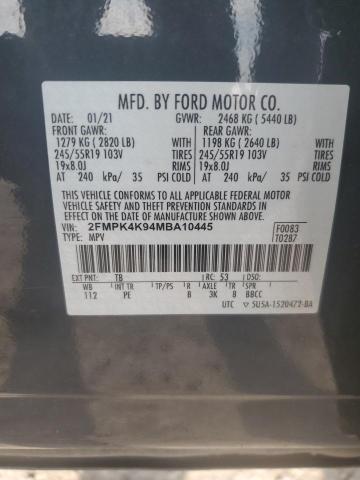 MFD. BY FORD MOTOR CO.
DATE: 01/21 GVWR: 2468 KG ( 5440 LB)
FRONT GAWR: REAR GAWR:
1279 KG ( 2820 LB) WITH 1198 KG ( 2640 LB) WITH
245/55R19 103V TIRES 245/55R19 103V TIRES
19x8.0J RIMS 19x8.0J RIMS
AT 240 kPa/ 35 PSI COLD AT 240 kPa/ 35
THIS VEHICLE CONFORMS TO ALL APPLICABLE FEDERAL MOTOR
VEHICLE SAFETY AND THEFT PREVENTION STANDARDS IN EFFECT
ON THE DATE OF MANUFACTURE SHOWN ABOVE.
VIN: 2FMPK4K94MBA10445 F0083
TYPE: MPV T0287
EXT PNT: TB RC: 53 DSO:
WB INT TR TP/PS R AXLE TR SPR
112 PE B 3K B BBCC
UTC 5U5A-1520472-BA